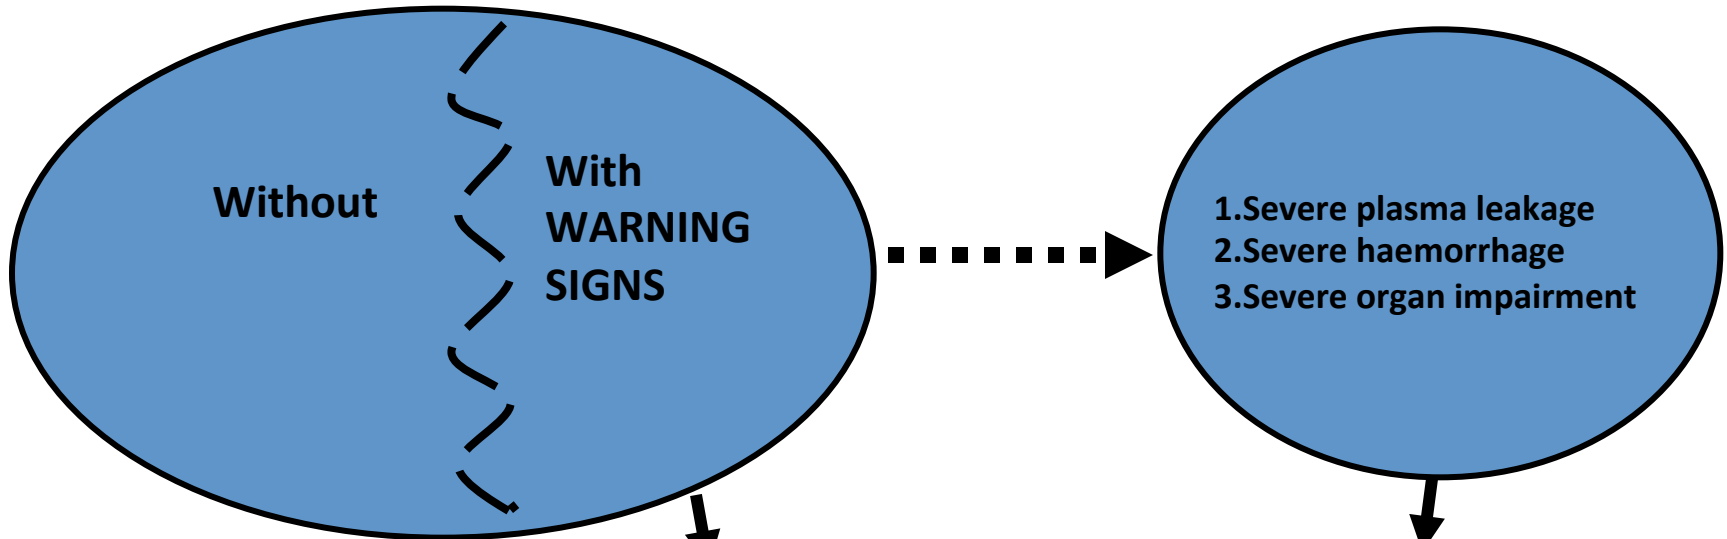 Without
With
WARNING
SIGNS
1.Severe plasma leakage
2.Severe haemorrhage
3.Severe organ impairment